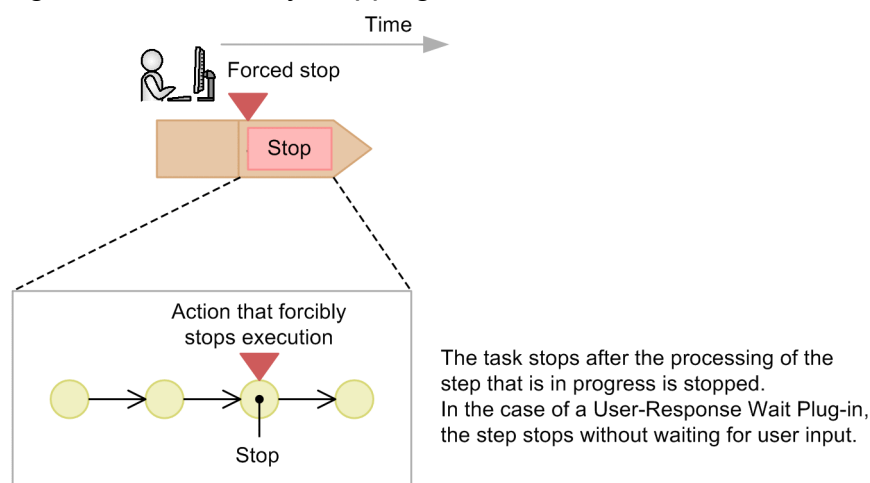 Time
Forced stop
Stop
Action that forcibly
stops execution
Stop
The task stops after the processing of the
step that is in progress is stopped.
In the case of a User-Response Wait Plug-in,
the step stops without waiting for user input.